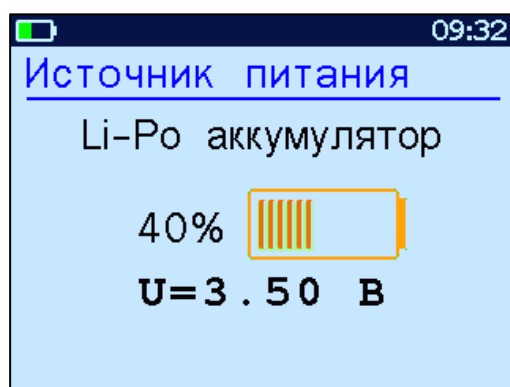 09:32
Источник питания
Li-Po аккумулятор
40%
U=3.50 В